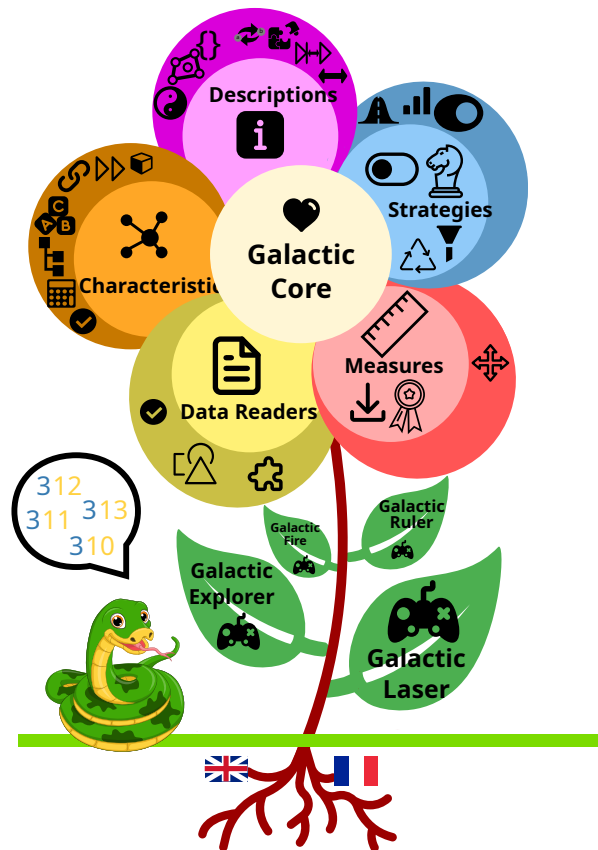 Descriptions
{}
i
Strategies
Galactic
Core
C
A B
Characteristic
Measures
Data Readers
312
313
311
310
Galactic
Fire
Galactic
Ruler
Galactic
Explorer
Galactic
Laser